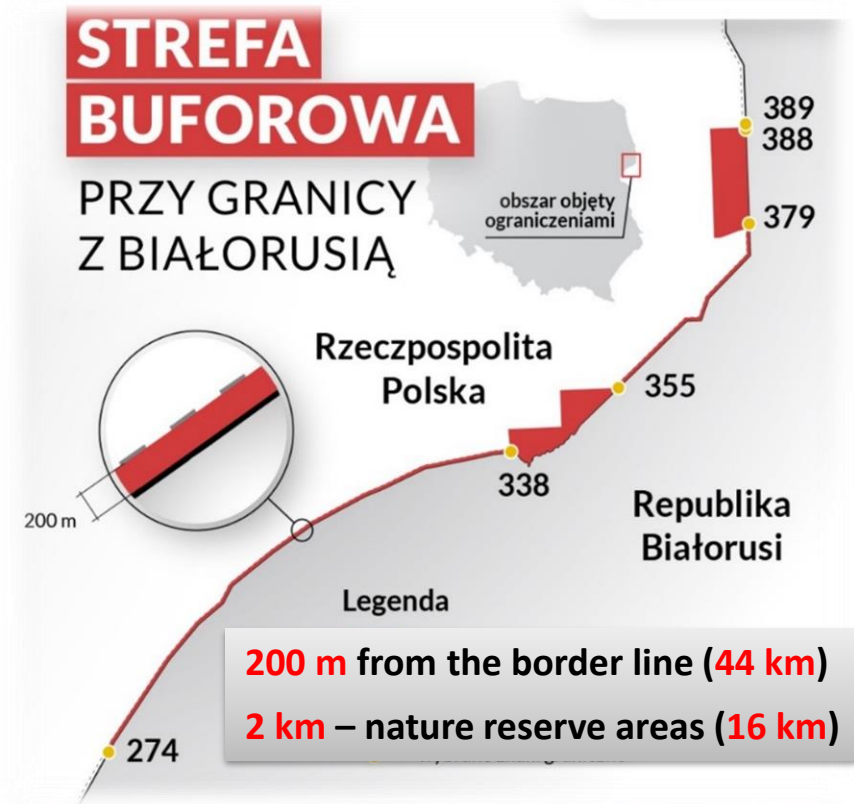 STREFA
BUFOROWA
PRZY GRANICY
Z BIAŁORUSIĄ
obszar objęty
ograniczeniami
389
388
379
Rzeczpospolita
Polska
355
338
200 m
Republika
Białorusi
Legenda
200 m from the border line (44 km)
2 km – nature reserve areas (16 km)
274